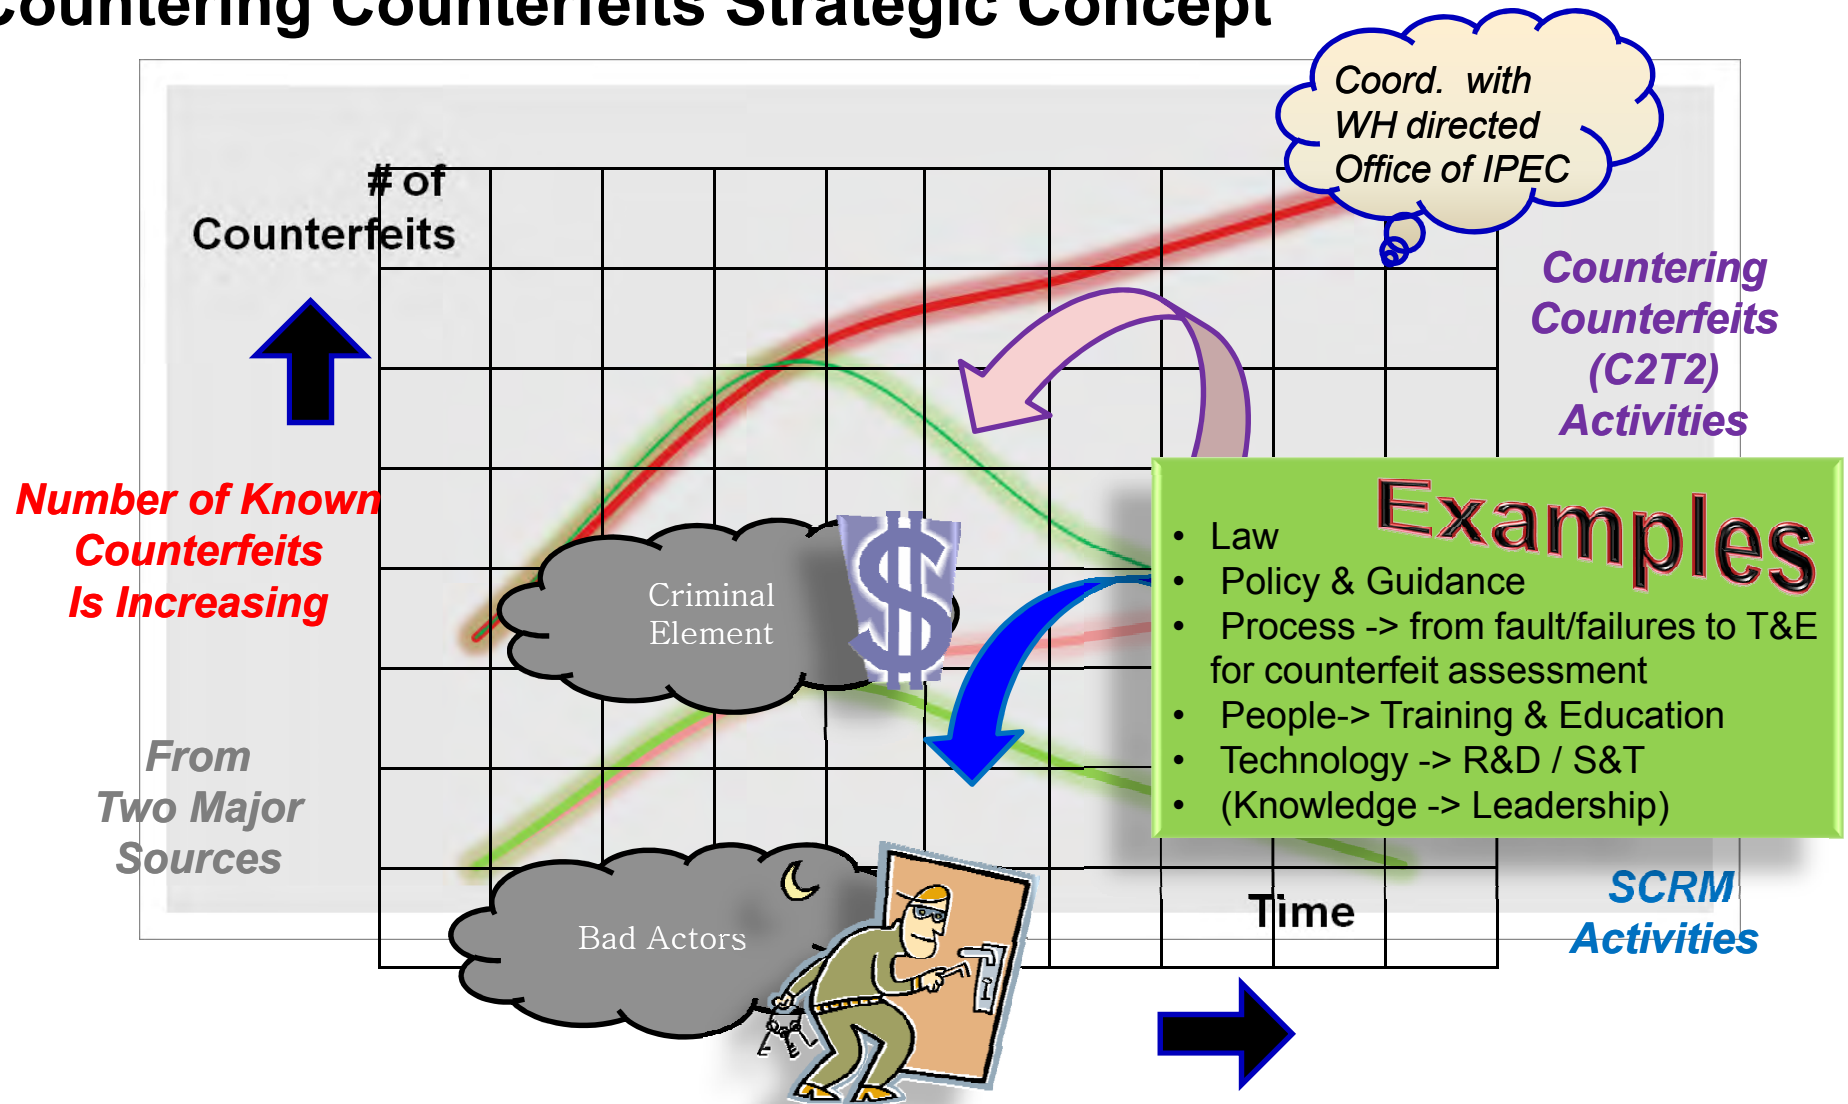 Countering Counterfeits Strategic Concept
Coord. with
WH directed
Office of IPEC
# of
Counterfeits
Countering
Counterfeits
(C2T2)
Activities
Number of Known
Counterfeits
Is Increasing
Examples
• Law
• Policy & Guidance
• Process -> from fault/failures to T&E
for counterfeit assessment
• People-> Training & Education
• Technology -> R&D / S&T
• (Knowledge -> Leadership)
Criminal
Element
$
From
Two Major
Sources
Bad Actors
Time
SCRM
Activities